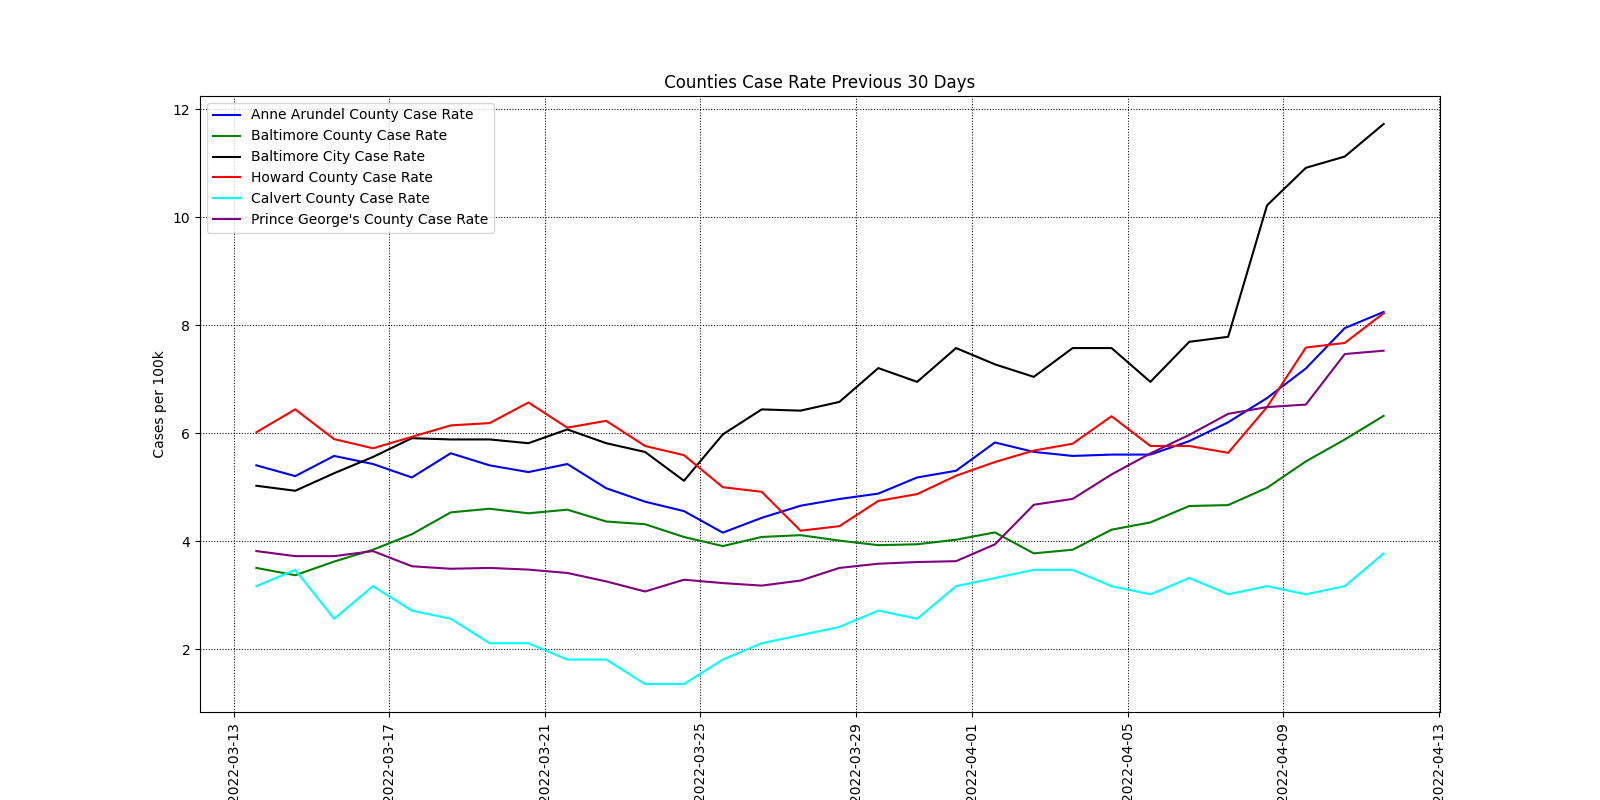 Counties Case Rate Previous 30 Days
Anne Arundel County Case Rate
Baltimore County Case Rate
Baltimore City Case Rate
Howard County Case Rate
Calvert County Case Rate
Prince George's County Case Rate
Cases per 100k
12
10
8
6
4
2
2022-03-13
2022-03-17
2022-03-21
2022-03-25
2022-03-29
2022-04-01
2022-04-05
2022-04-09
2022-04-13